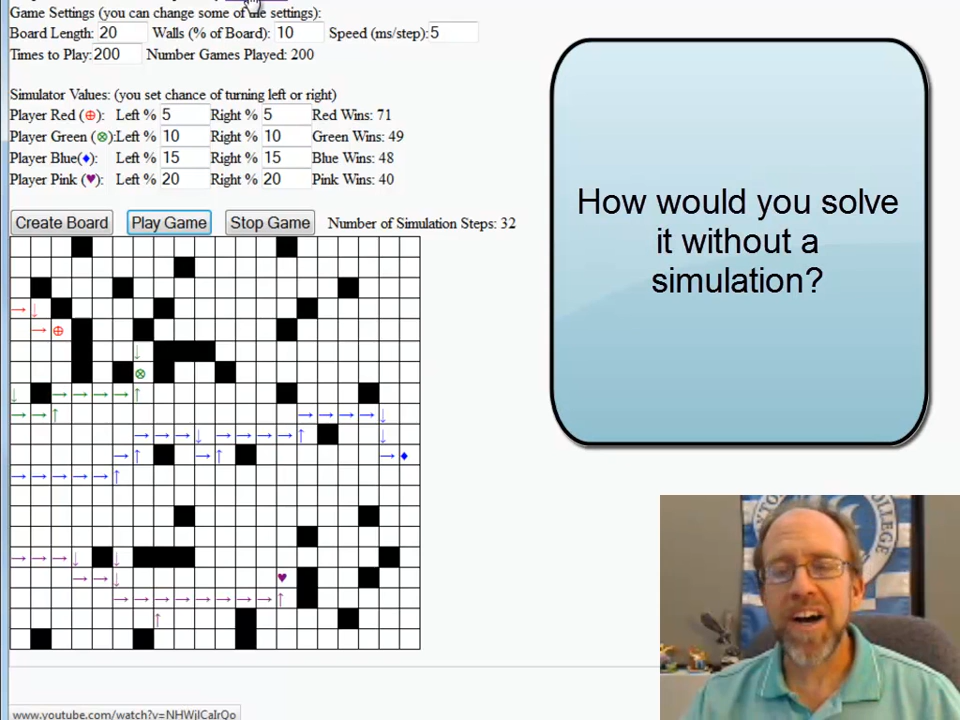 Game Settings (you can change some of the settings):
Board Length: 20 Walls (% of Board): 10 Speed (ms/step): 5
Times to Play: 200 Number Games Played: 200
Simulator Values: (you set chance of turning left or right)
Player Red (⊕): Left % 5 Right % 5 Red Wins: 71
Player Green (⊗): Left % 10 Right % 10 Green Wins: 49
Player Blue(♦): Left % 15 Right % 15 Blue Wins: 48
Player Pink (♥): Left % 20 Right % 20 Pink Wins: 40
Create Board Play Game Stop Game Number of Simulation Steps: 32
How would you solve
it without a
simulation?
COLLEGE
www.youtube.com/watch?v=NHWjlCaIrQo